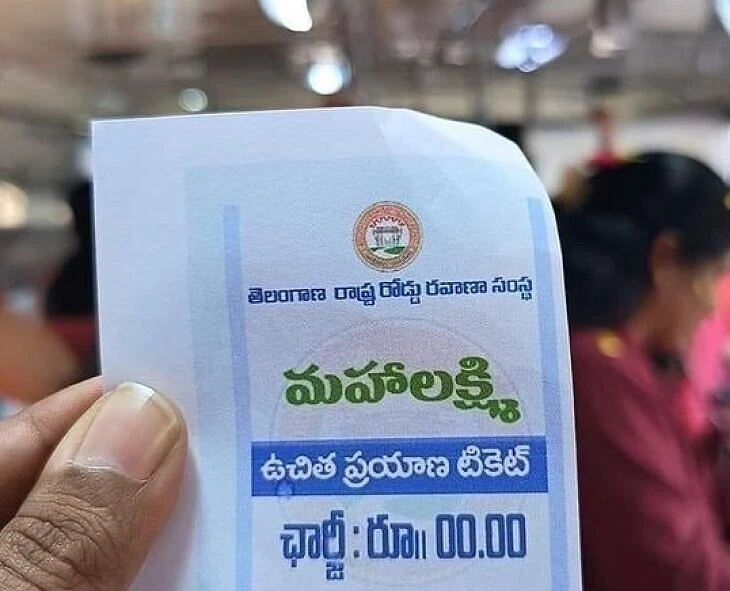 తెలంగాణ రాష్ట్ర రోడ్డు రవాణా సంస్థ
మహాలక్ష్మి
ఉచిత ప్రయాణ టికెట్
ఛార్జీ : రూ॥ 00.00